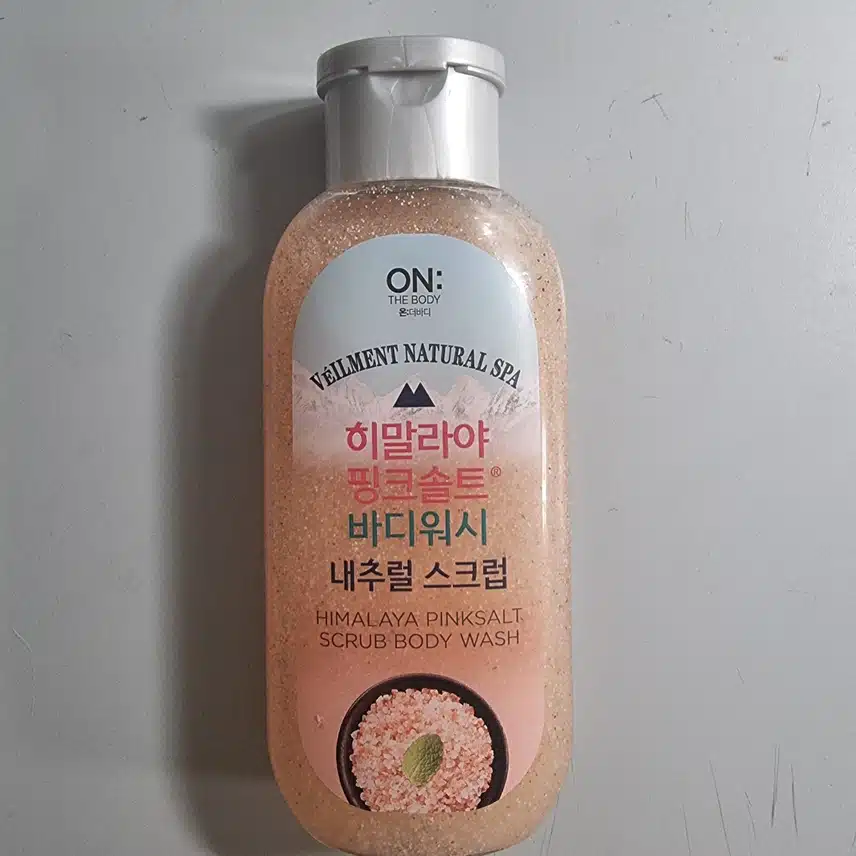 ON:
THE BODY
온:더바디
VÉILMENT NATURAL SPA
히말라야
핑크솔트®
바디워시
내추럴 스크럽
HIMALAYA PINKSALT
SCRUB BODY WASH